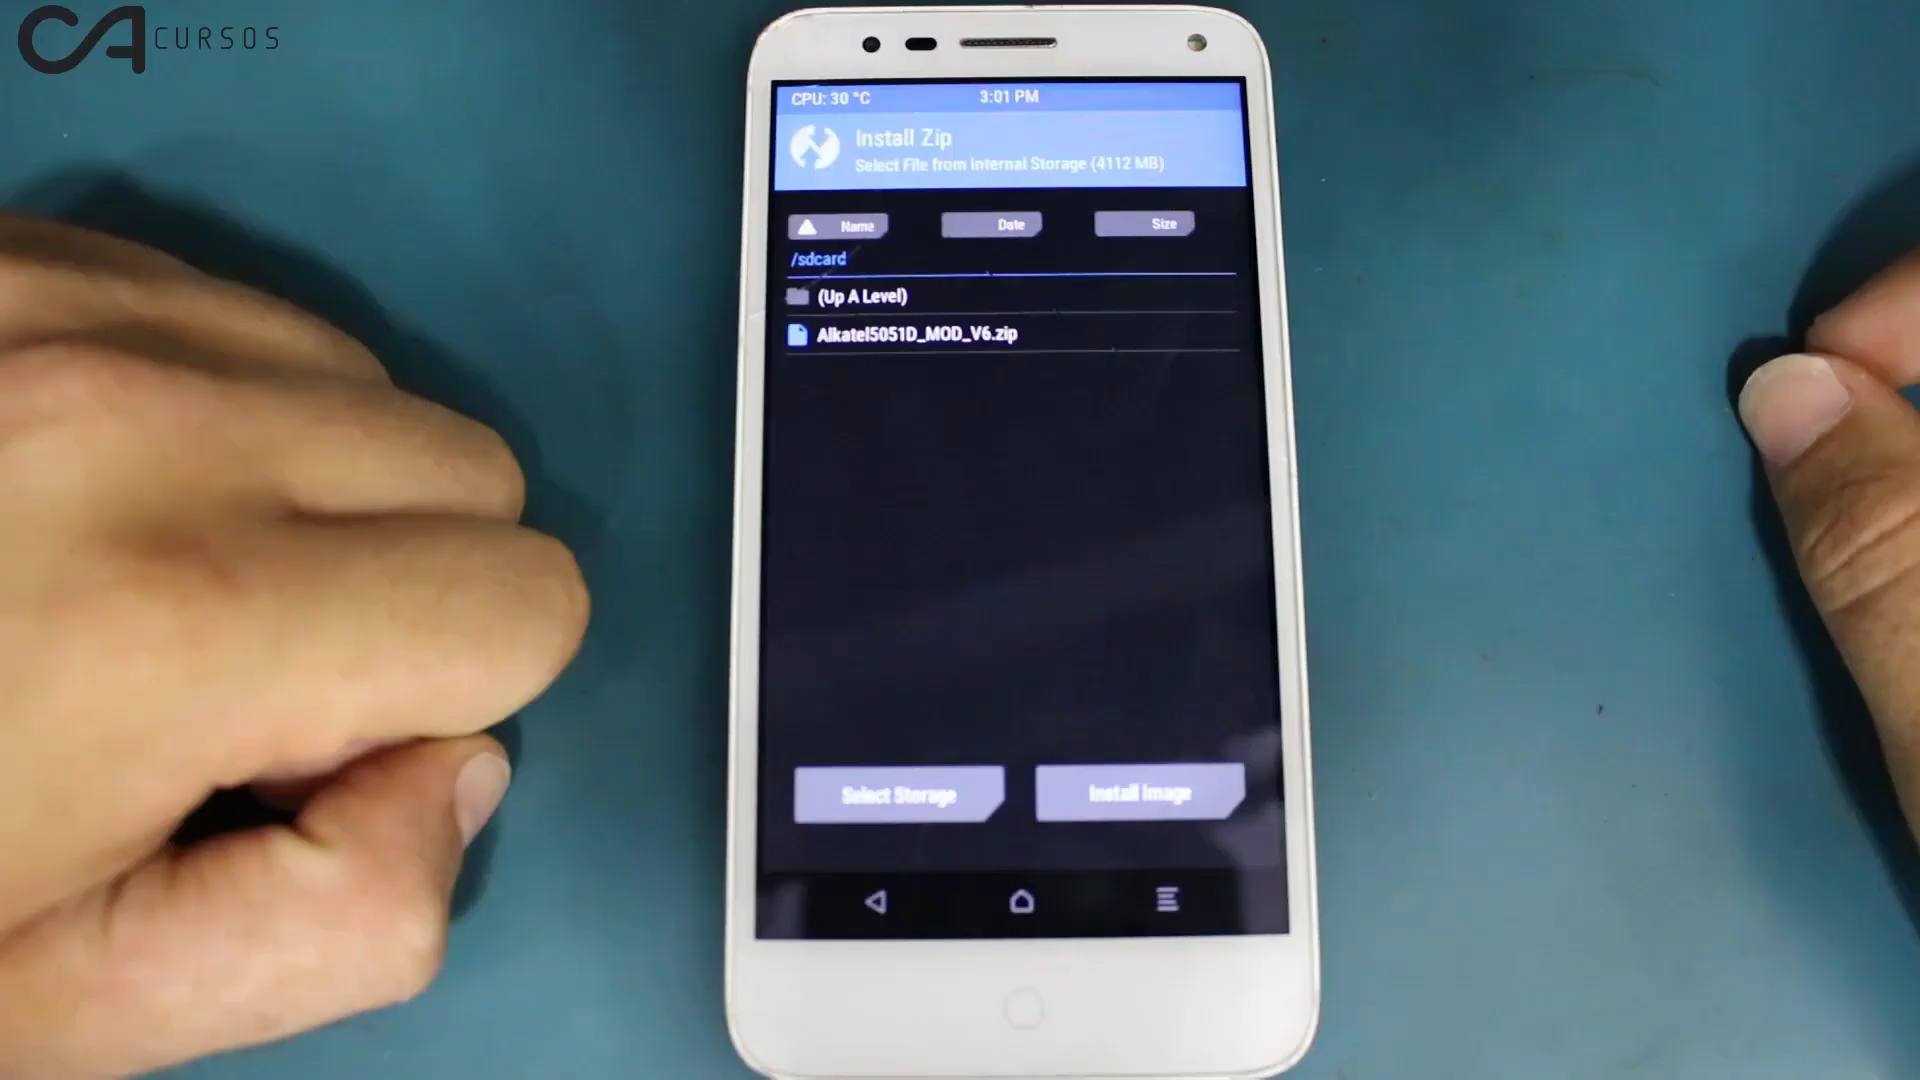 CA CURSOS
CPU: 30 °C 3:01 PM
Install Zip
Select File from Internal Storage (4112 MB)
Name Date Size
/sdcard
(Up A Level)
Alkatel5051D_MOD_V6.zip
Select Storage Install Image